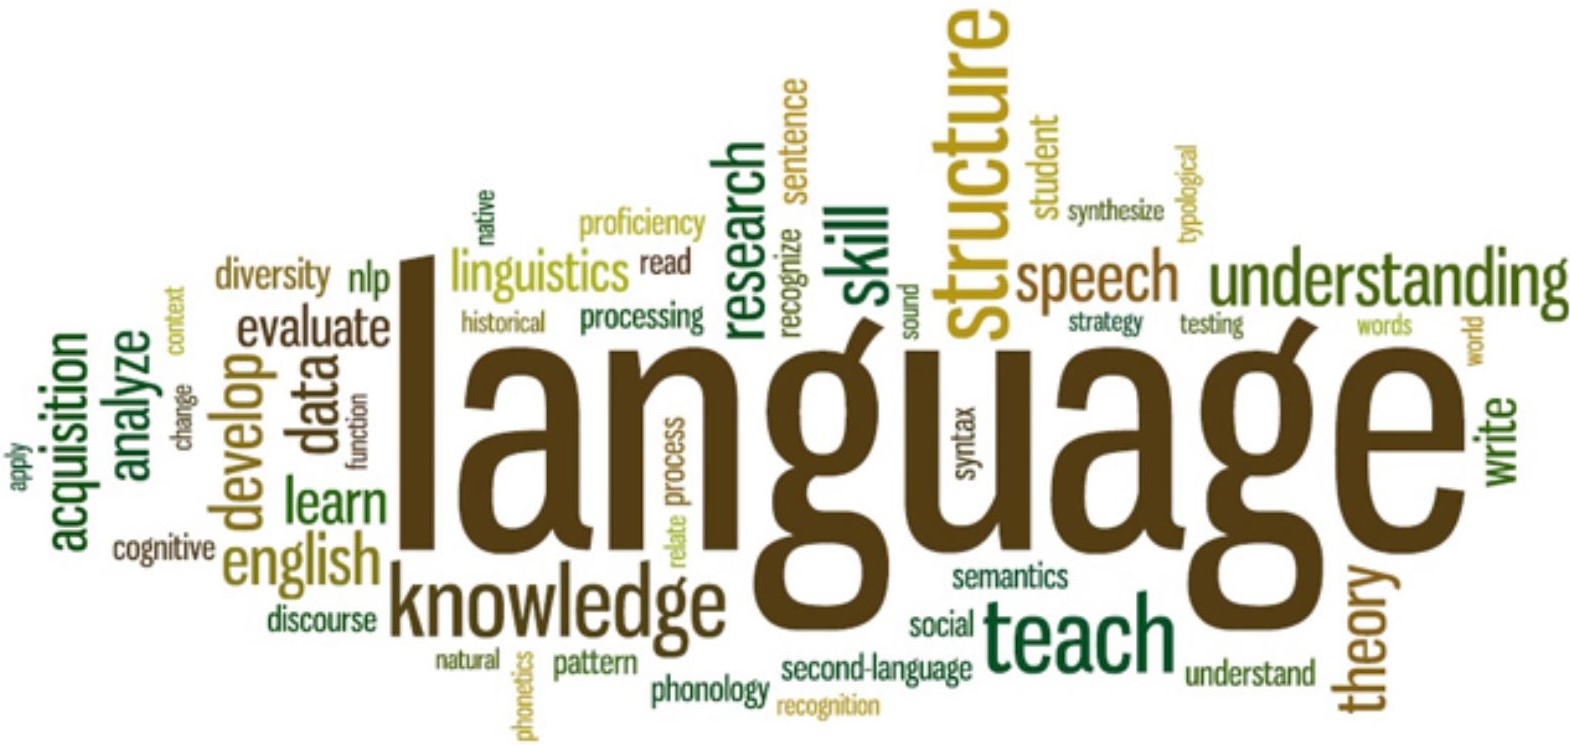 structure
sentence
student
research
typological
native
proficiency
skill
synthesize
recognize
diversity
nlp
linguistics
read
speech
understanding
context
evaluate
historical
processing
sound
strategy
testing
words
world
acquisition
analyze
change
develop
data
function
language
process
syntax
write
apply
learn
relate
cognitive
english
knowledge
semantics
theory
discourse
social
teach
natural
phonetics
pattern
phonology
second-language
recognition
understand